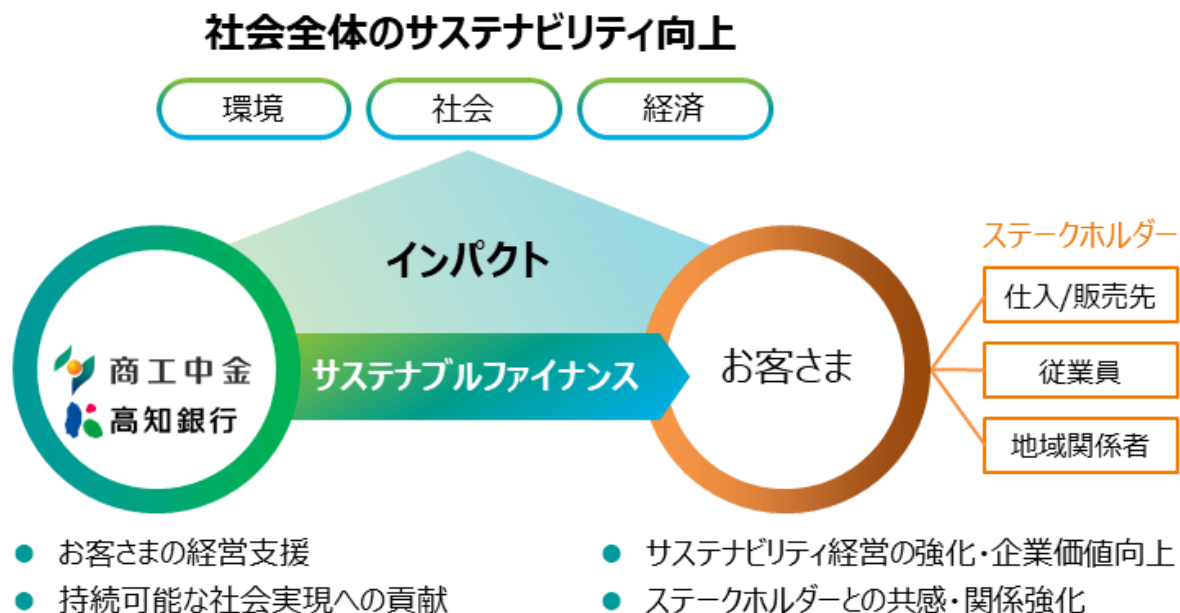 社会全体のサステナビリティ向上
環境
社会
経済
インパクト
商工中金
高知銀行
サステナブルファイナンス
お客さま
ステークホルダー
仕入/販売先
従業員
地域関係者
● お客さまの経営支援
● 持続可能な社会実現への貢献
● サステナビリティ経営の強化・企業価値向上
● ステークホルダーとの共感・関係強化